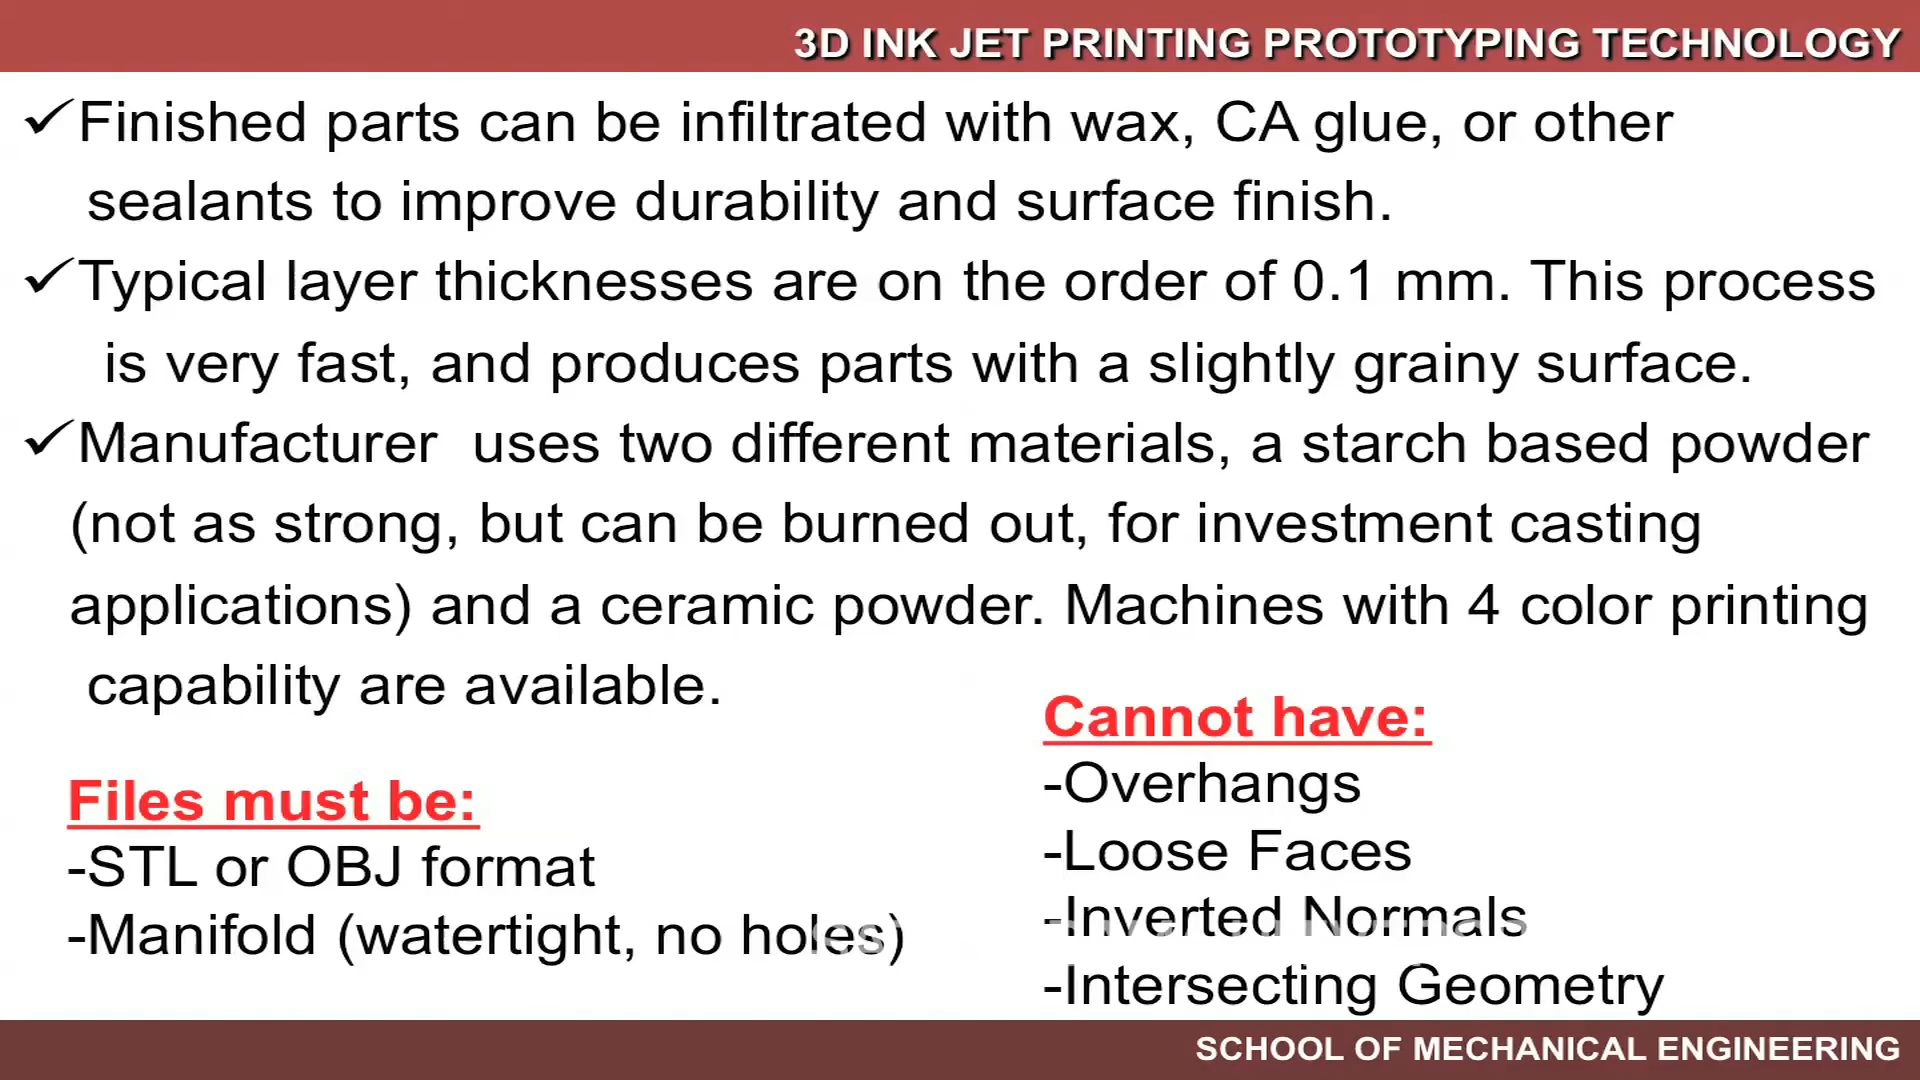 3D INK JET PRINTING PROTOTYPING TECHNOLOGY
✓Finished parts can be infiltrated with wax, CA glue, or other
sealants to improve durability and surface finish.
✓Typical layer thicknesses are on the order of 0.1 mm. This process
is very fast, and produces parts with a slightly grainy surface.
✓Manufacturer uses two different materials, a starch based powder
(not as strong, but can be burned out, for investment casting
applications) and a ceramic powder. Machines with 4 color printing
capability are available.
Files must be:
-STL or OBJ format
-Manifold (watertight, no holes)
Cannot have:
-Overhangs
-Loose Faces
-Inverted Normals
-Intersecting Geometry
SCHOOL OF MECHANICAL ENGINEERING